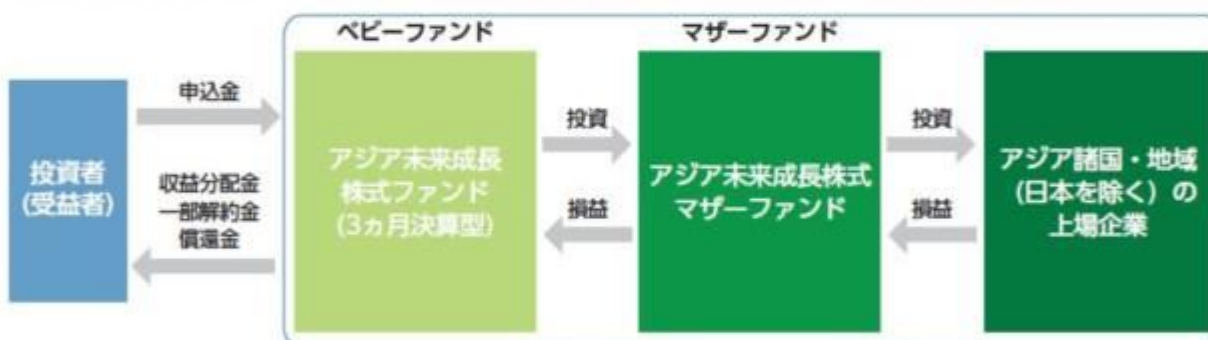 ベビーファンド
マザーファンド
投資者
(受益者)
申込金
収益分配金
一部解約金
償還金
アジア未来成長
株式ファンド
(3ヵ月決算型)
投資
損益
アジア未来成長株式
マザーファンド
投資
損益
アジア諸国・地域
(日本を除く)の
上場企業